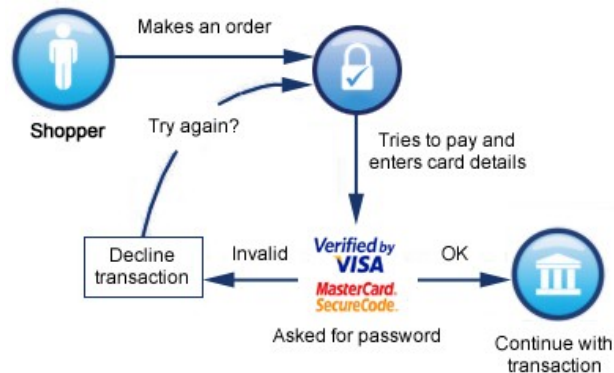 Makes an order
Shopper
Try again?
Tries to pay and
enters card details
Decline
transaction
Invalid
Verified by
VISA
MasterCard.
SecureCode.
OK
Asked for password
Continue with
transaction